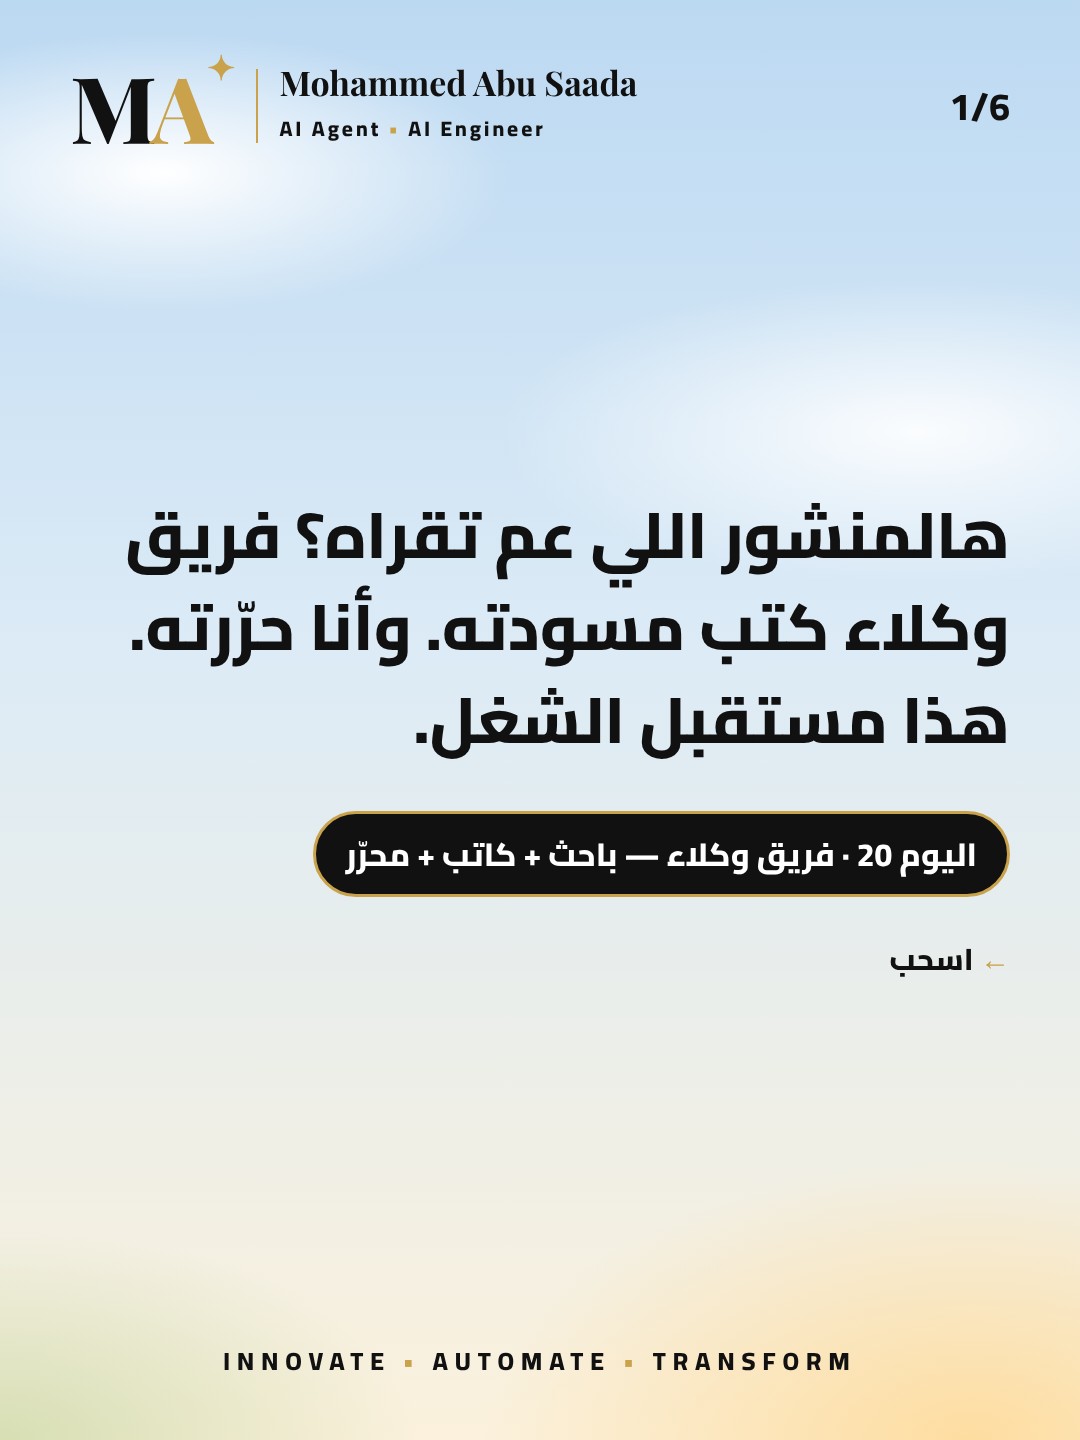 MA
Mohammed Abu Saada
AI Agent ▪ AI Engineer
1/6
هالمنشور اللي عم تقراه؟ فريق
وكلاء كتب مسودته. وأنا حرّرته.
هذا مستقبل الشغل.
اليوم 20 · فريق وكلاء — باحث + كاتب + محرّر
← اسحب
INNOVATE ▪ AUTOMATE ▪ TRANSFORM